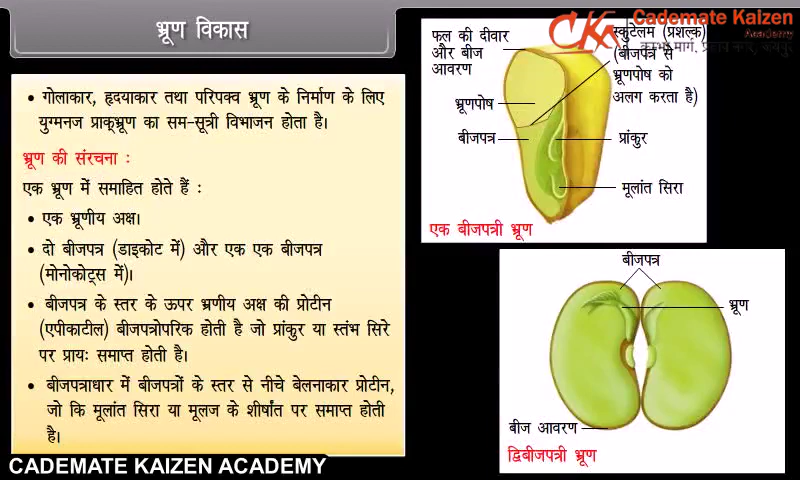 भ्रूण विकास
Cademate Kaizen
Academy
• गोलाकार, हृदयाकार तथा परिपक्व भ्रूण के निर्माण के लिए
युग्मनज प्राक्भ्रूण का सम-सूत्री विभाजन होता है।
भ्रूण की संरचना :
एक भ्रूण में समाहित होते हैं :
• एक भ्रूणीय अक्ष।
• दो बीजपत्र (डाइकोट में) और एक एक बीजपत्र
(मोनोकोट्स में)।
• बीजपत्र के स्तर के ऊपर भ्रणीय अक्ष की प्रोटीन
(एपीकाटील) बीजपत्रोपरिक होती है जो प्रांकुर या स्तंभ सिरे
पर प्रायः समाप्त होती है।
• बीजपत्राधार में बीजपत्रों के स्तर से नीचे बेलनाकार प्रोटीन,
जो कि मूलांत सिरा या मूलज के शीर्षांत पर समाप्त होती
है।
फल की दीवार
और बीज
आवरण
भ्रूणपोष
बीजपत्र
स्कुटेलम (प्रशल्क)
(बीजपत्र से
भ्रूणपोष को
अलग करता है)
प्रांकुर
मूलांत सिरा
एक बीजपत्री भ्रूण
बीजपत्र
भ्रूण
बीज आवरण
द्विबीजपत्री भ्रूण
CADEMATE KAIZEN ACADEMY